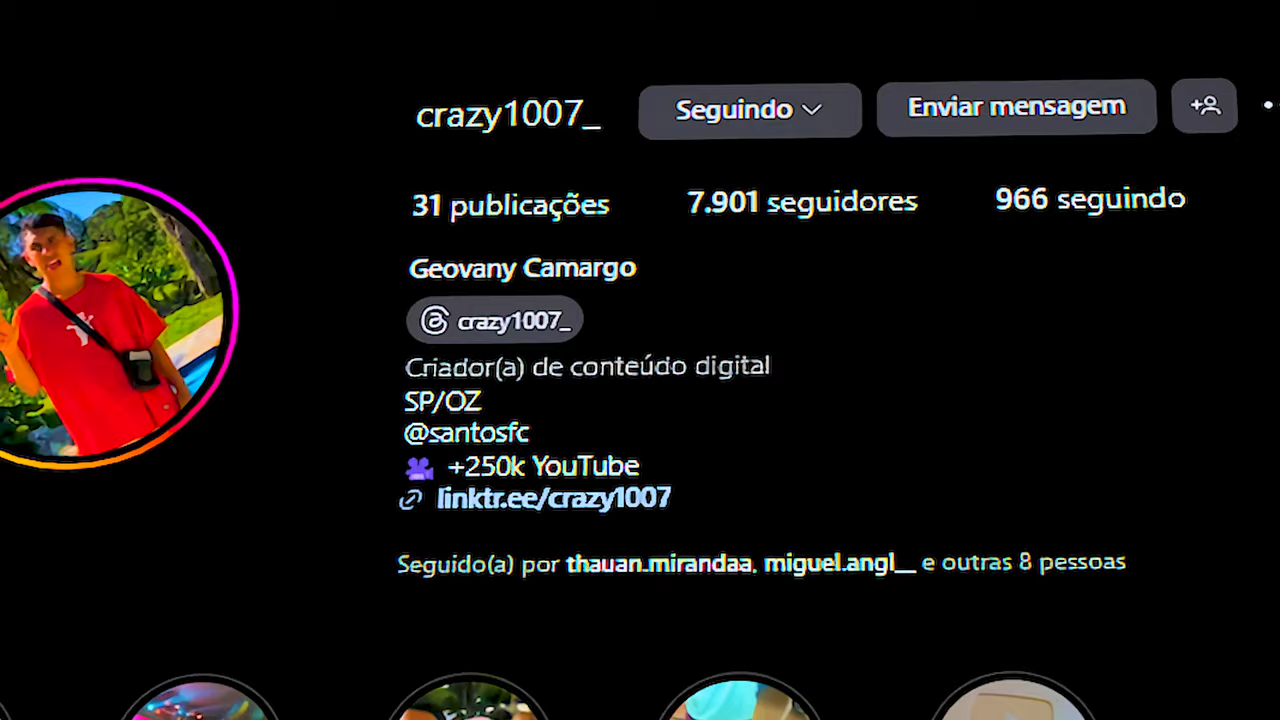 crazy1007_ Seguindo Enviar mensagem
31 publicações 7.901 seguidores 966 seguindo
Geovany Camargo
crazy1007_
Criador(a) de conteúdo digital
SP/OZ
@santosfc
+250k YouTube
linktr.ee/crazy1007
Seguido(a) por thauan.mirandaa, miguel.angl__ e outras 8 pessoas